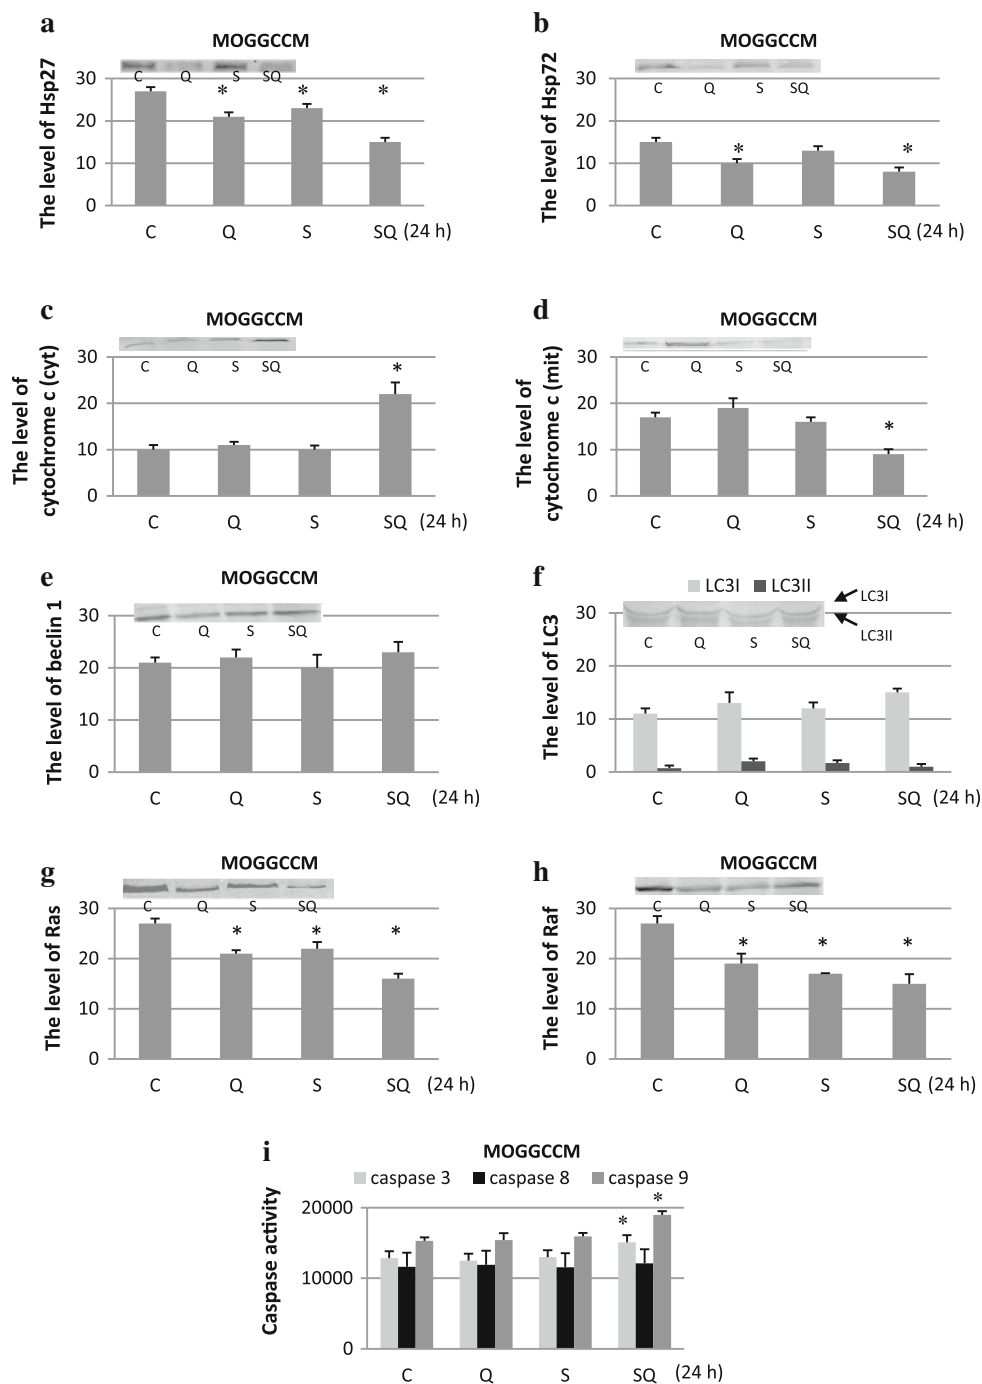 a
MOGGCCM
The level of Hsp27
C Q S SQ
30
* * *
20
10
0
C Q S SQ (24 h)
b
MOGGCCM
The level of Hsp72
C Q S SQ
30
20
* *
10
0
C Q S SQ (24 h)
c
MOGGCCM
The level of
cytochrome c (cyt)
C Q S SQ
30
*
20
10
0
C Q S SQ (24 h)
d
MOGGCCM
The level of
cytochrome c (mit)
C Q S SQ
30
20
*
10
0
C Q S SQ (24 h)
e
MOGGCCM
The level of beclin 1
C Q S SQ
30
20
10
0
C Q S SQ (24 h)
f
LC3I LC3II
LC3I
LC3II
The level of LC3
C Q S SQ
30
20
10
0
C Q S SQ (24 h)
g
MOGGCCM
The level of Ras
C Q S SQ
30
* * *
20
10
0
C Q S SQ (24 h)
h
MOGGCCM
The level of Raf
C Q S SQ
30
* * *
20
10
0
C Q S SQ (24 h)
i
MOGGCCM
caspase 3 caspase 8 caspase 9
Caspase activity
20000
* *
10000
0
C Q S SQ (24 h)